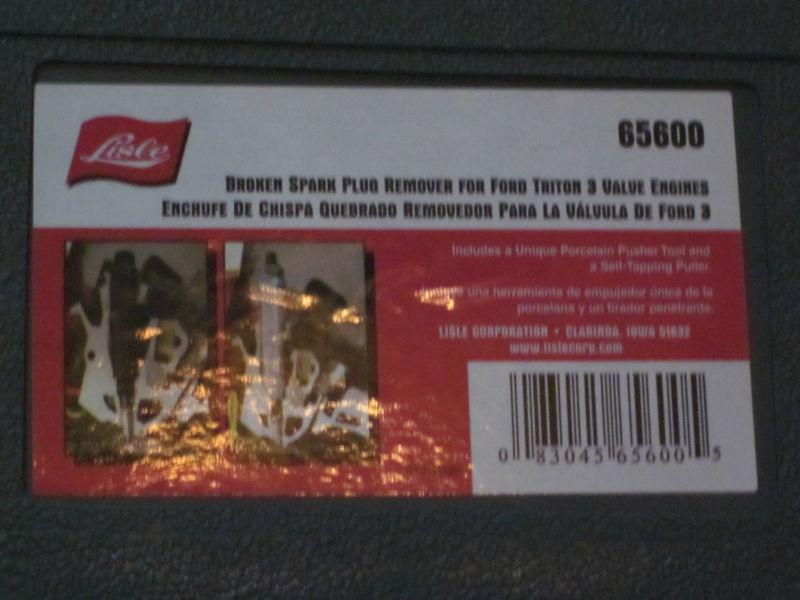 Lisle
65600
BROKEN SPARK PLUG REMOVER FOR FORD TRITON 3 VALVE ENGINES
ENCHUFE DE CHISPA QUEBRADO REMOVEDOR PARA LA VÁLVULA DE FORD 3
Includes a Unique Porcelain Pusher Tool and
a Self-Tapping Puller.
una herramienta de empujador única de la
porcelana y un tirador penetrante.
LISLE CORPORATION • CLARINDA, IOWA 51632
www.lislecorp.com
0 83045 65600 5